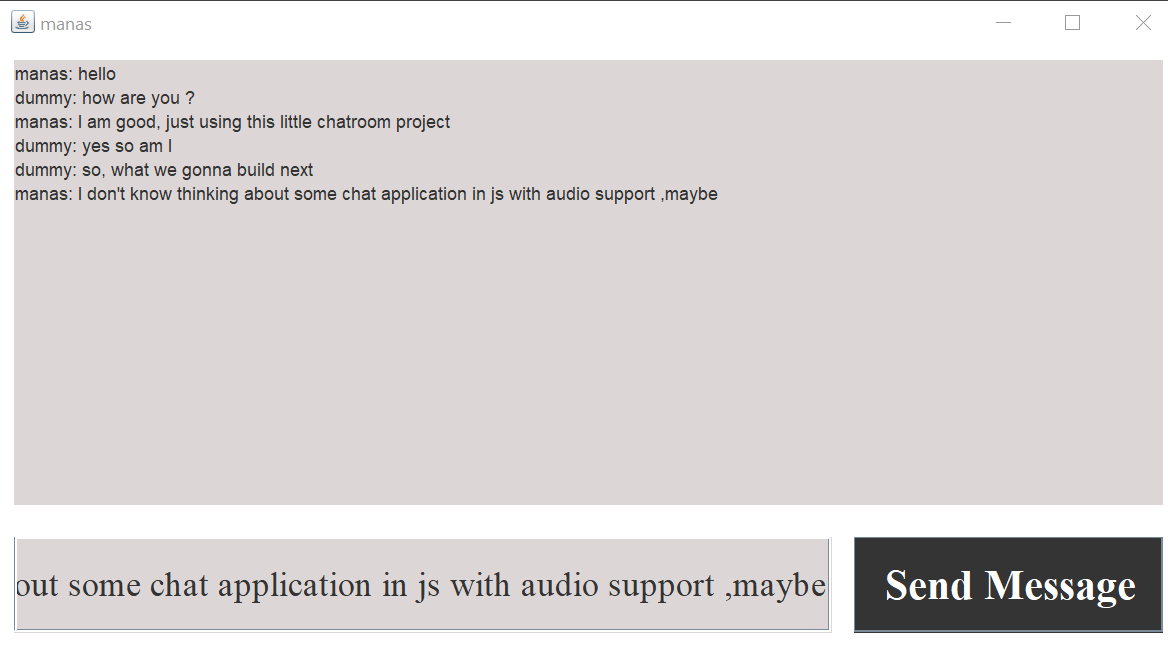 manas
manas: hello
dummy: how are you ?
manas: I am good, just using this little chatroom project
dummy: yes so am I
dummy: so, what we gonna build next
manas: I don't know thinking about some chat application in js with audio support ,maybe
out some chat application in js with audio support ,maybe
Send Message